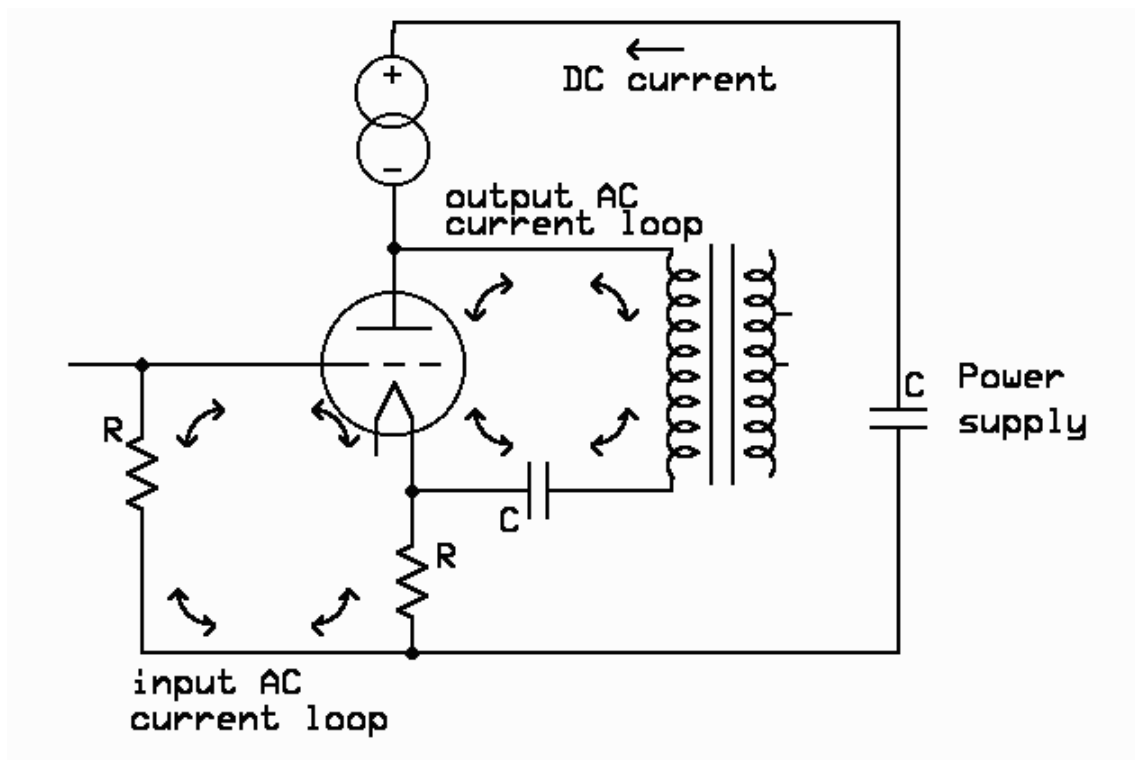 +
-
DC current
output AC
current loop
R
C
Power
supply
C
R
input AC
current loop